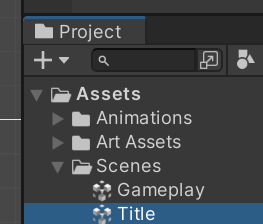 Project
Assets
Animations
Art Assets
Scenes
Gameplay
Title